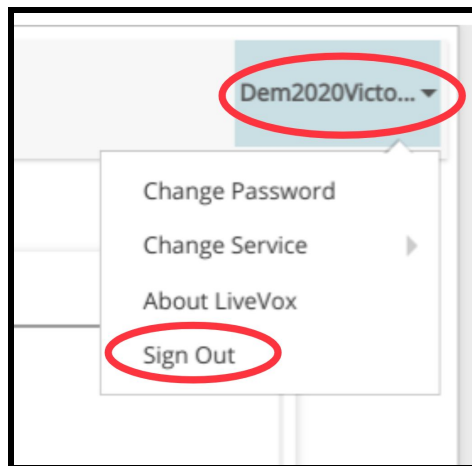 Dem2020Victo...
Change Password
Change Service
About LiveVox
Sign Out